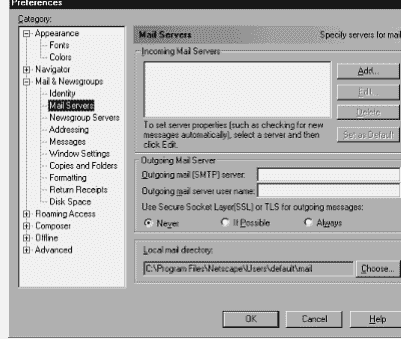 Preferences
Category:
Appearance
Fonts
Colors
Navigator
Mail & Newsgroups
Identity
Mail Servers
Newsgroup Servers
Addressing
Messages
Window Settings
Copies and Folders
Formatting
Return Receipts
Disk Space
Roaming Access
Composer
Offline
Advanced
Mail Servers
Specify servers for mail
Incoming Mail Servers
Add...
Edit...
Delete
Set as Default
To set server properties (such as checking for new
messages automatically), select a server and then
click Edit.
Outgoing Mail Server
Outgoing mail (SMTP) server:
Outgoing mail server user name:
Use Secure Socket Layer(SSL) or TLS for outgoing messages:
Never If Possible Always
Local mail directory:
C:\Program Files\Netscape\Users\default\mail Choose...
OK Cancel Help